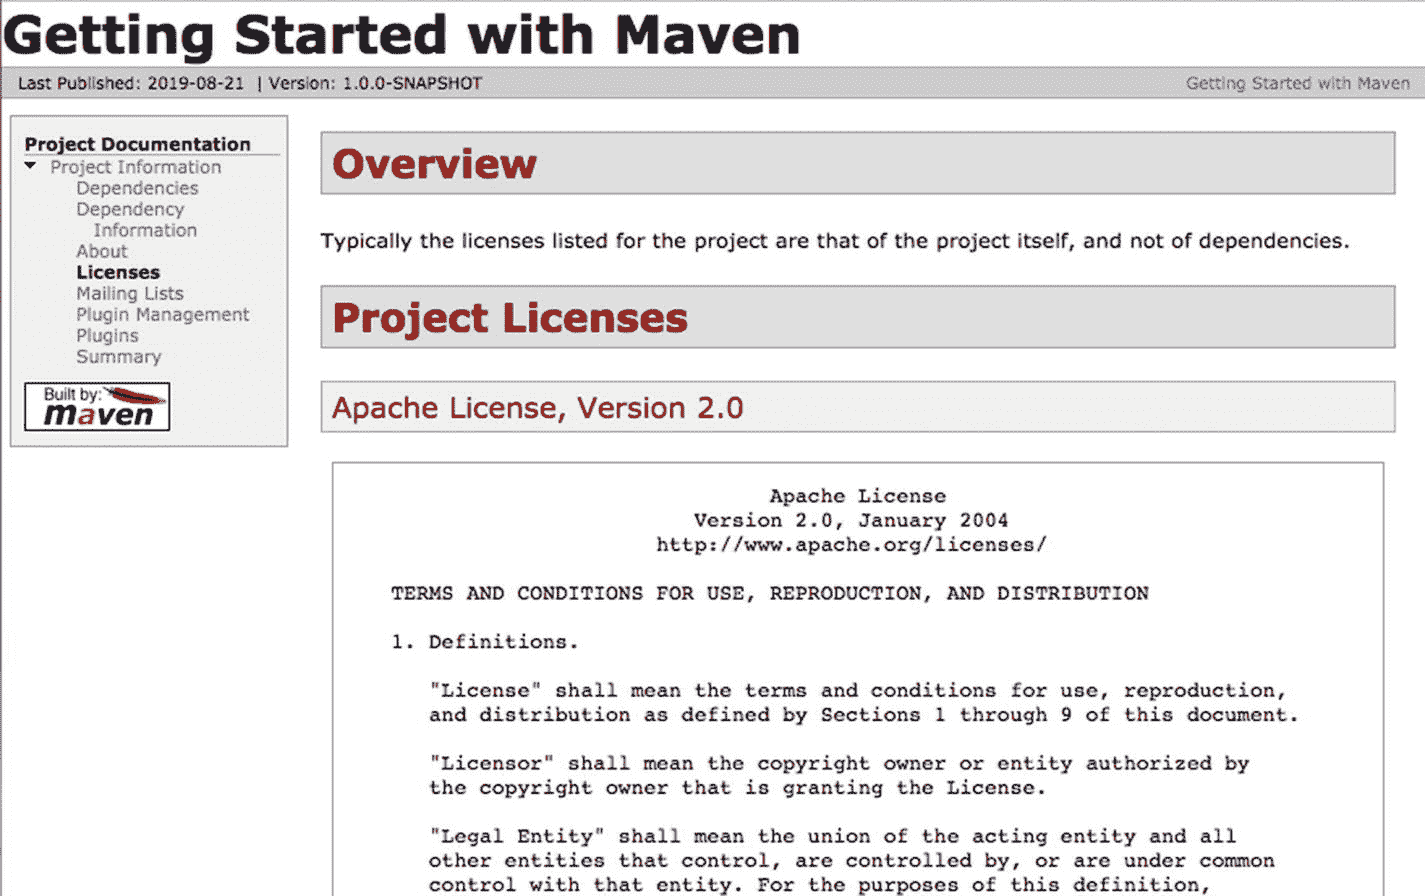 Getting Started with Maven
Last Published: 2019-08-21 | Version: 1.0.0-SNAPSHOT
Getting Started with Maven
Project Documentation
Project Information
Dependencies
Dependency
Information
About
Licenses
Mailing Lists
Plugin Management
Plugins
Summary
Built by:
maven
Overview
Typically the licenses listed for the project are that of the project itself, and not of dependencies.
Project Licenses
Apache License, Version 2.0
Apache License
Version 2.0, January 2004
http://www.apache.org/licenses/
TERMS AND CONDITIONS FOR USE, REPRODUCTION, AND DISTRIBUTION
1. Definitions.
"License" shall mean the terms and conditions for use, reproduction,
and distribution as defined by Sections 1 through 9 of this document.
"Licensor" shall mean the copyright owner or entity authorized by
the copyright owner that is granting the License.
"Legal Entity" shall mean the union of the acting entity and all
other entities that control, are controlled by, or are under common
control with that entity. For the purposes of this definition,